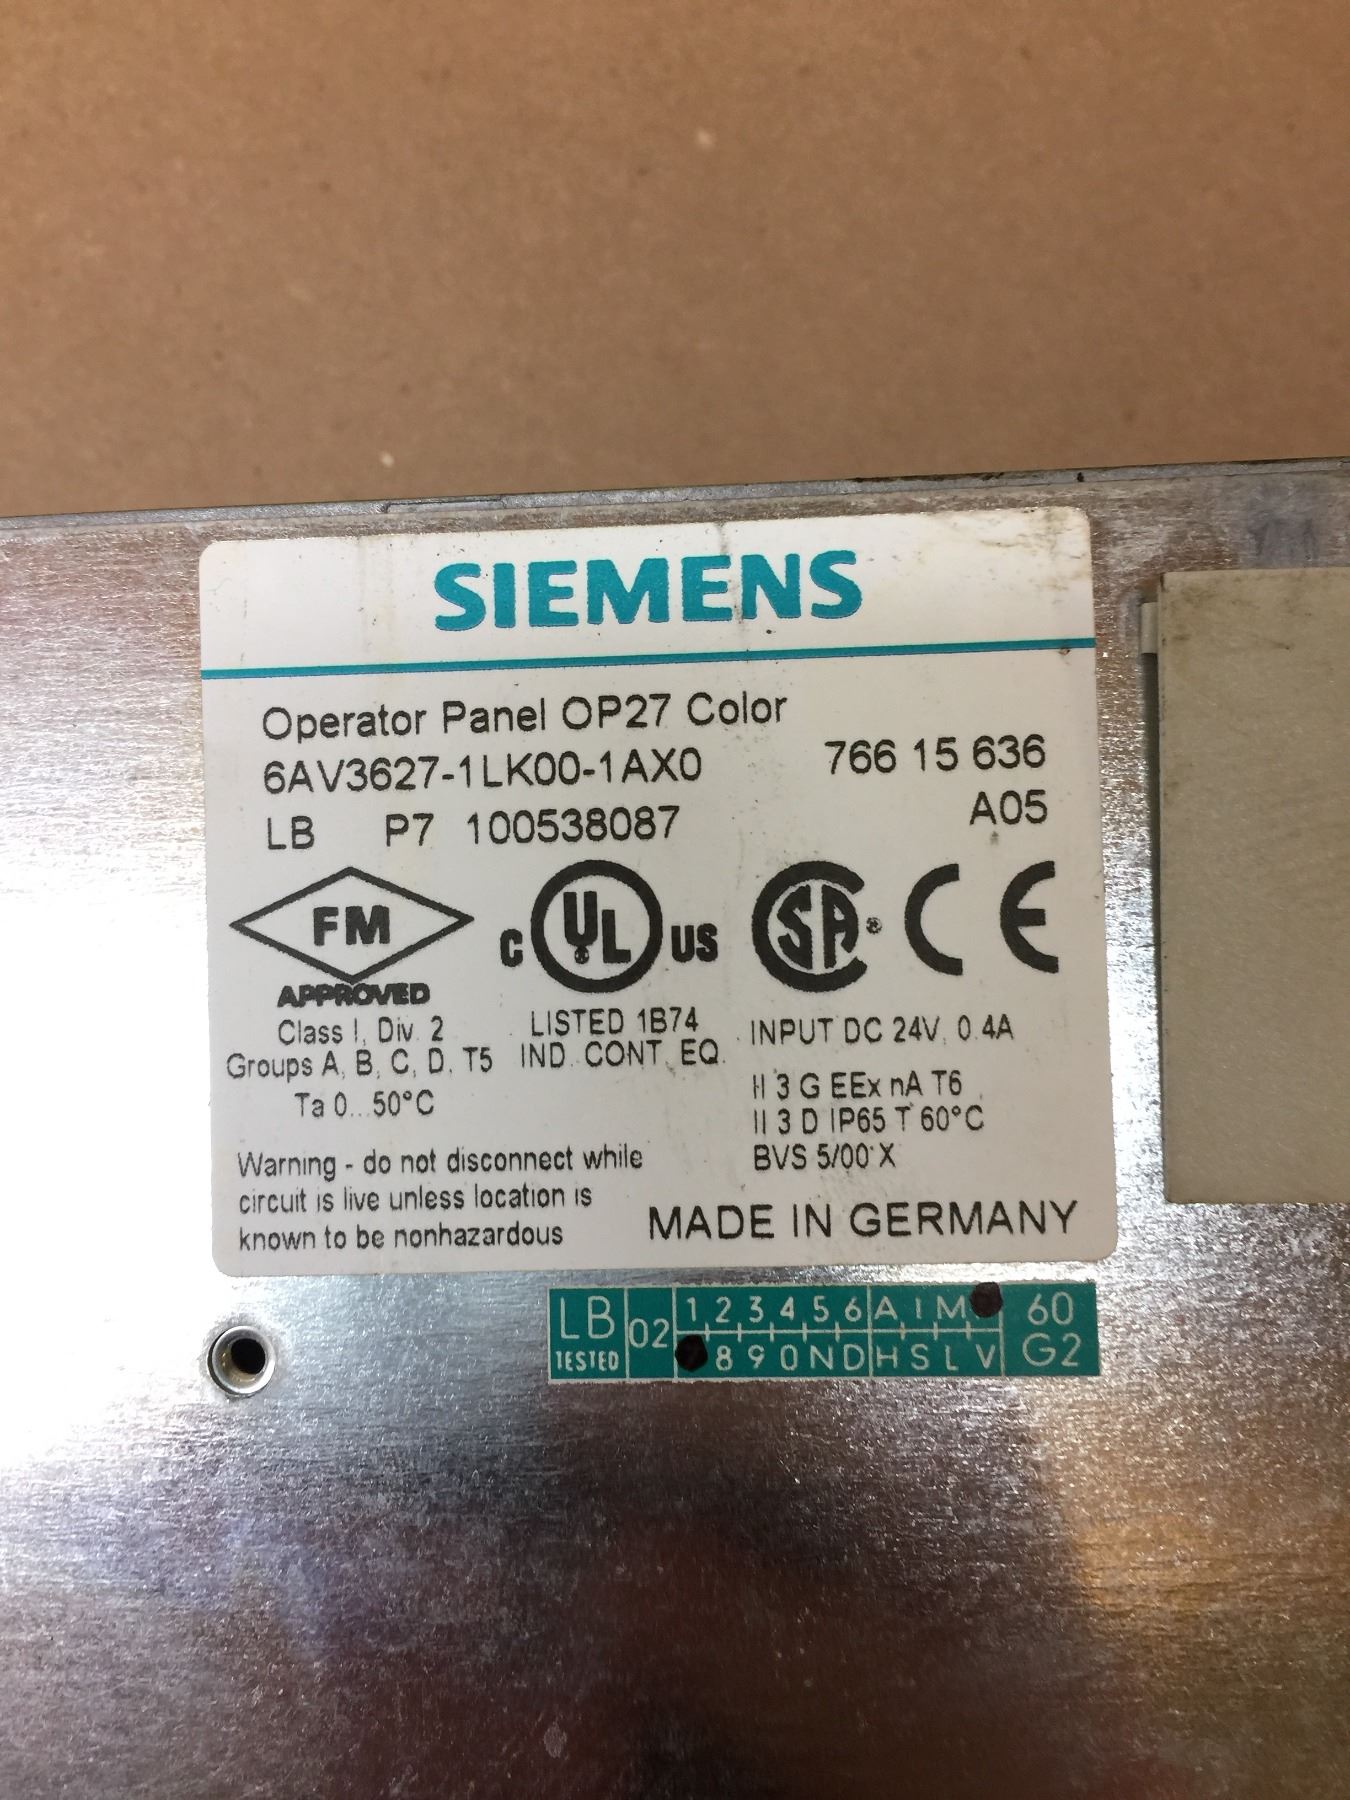 SIEMENS
Operator Panel OP27 Color
6AV3627-1LK00-1AX0 766 15 636
LB P7 100538087 A05
FM
APPROVED
C UL US
SA ®
CE
Class I, Div. 2
Groups A, B, C, D, T5
Ta 0...50°C
LISTED 1B74
IND. CONT. EQ.
INPUT DC 24V, 0.4A
II 3 G EEx nA T6
II 3 D IP65 T 60°C
BVS 5/00 X
Warning - do not disconnect while
circuit is live unless location is
known to be nonhazardous
MADE IN GERMANY
LB TESTED 02
1 2 3 4 5 6 A I M 60
8 9 0 N D H S L V G2